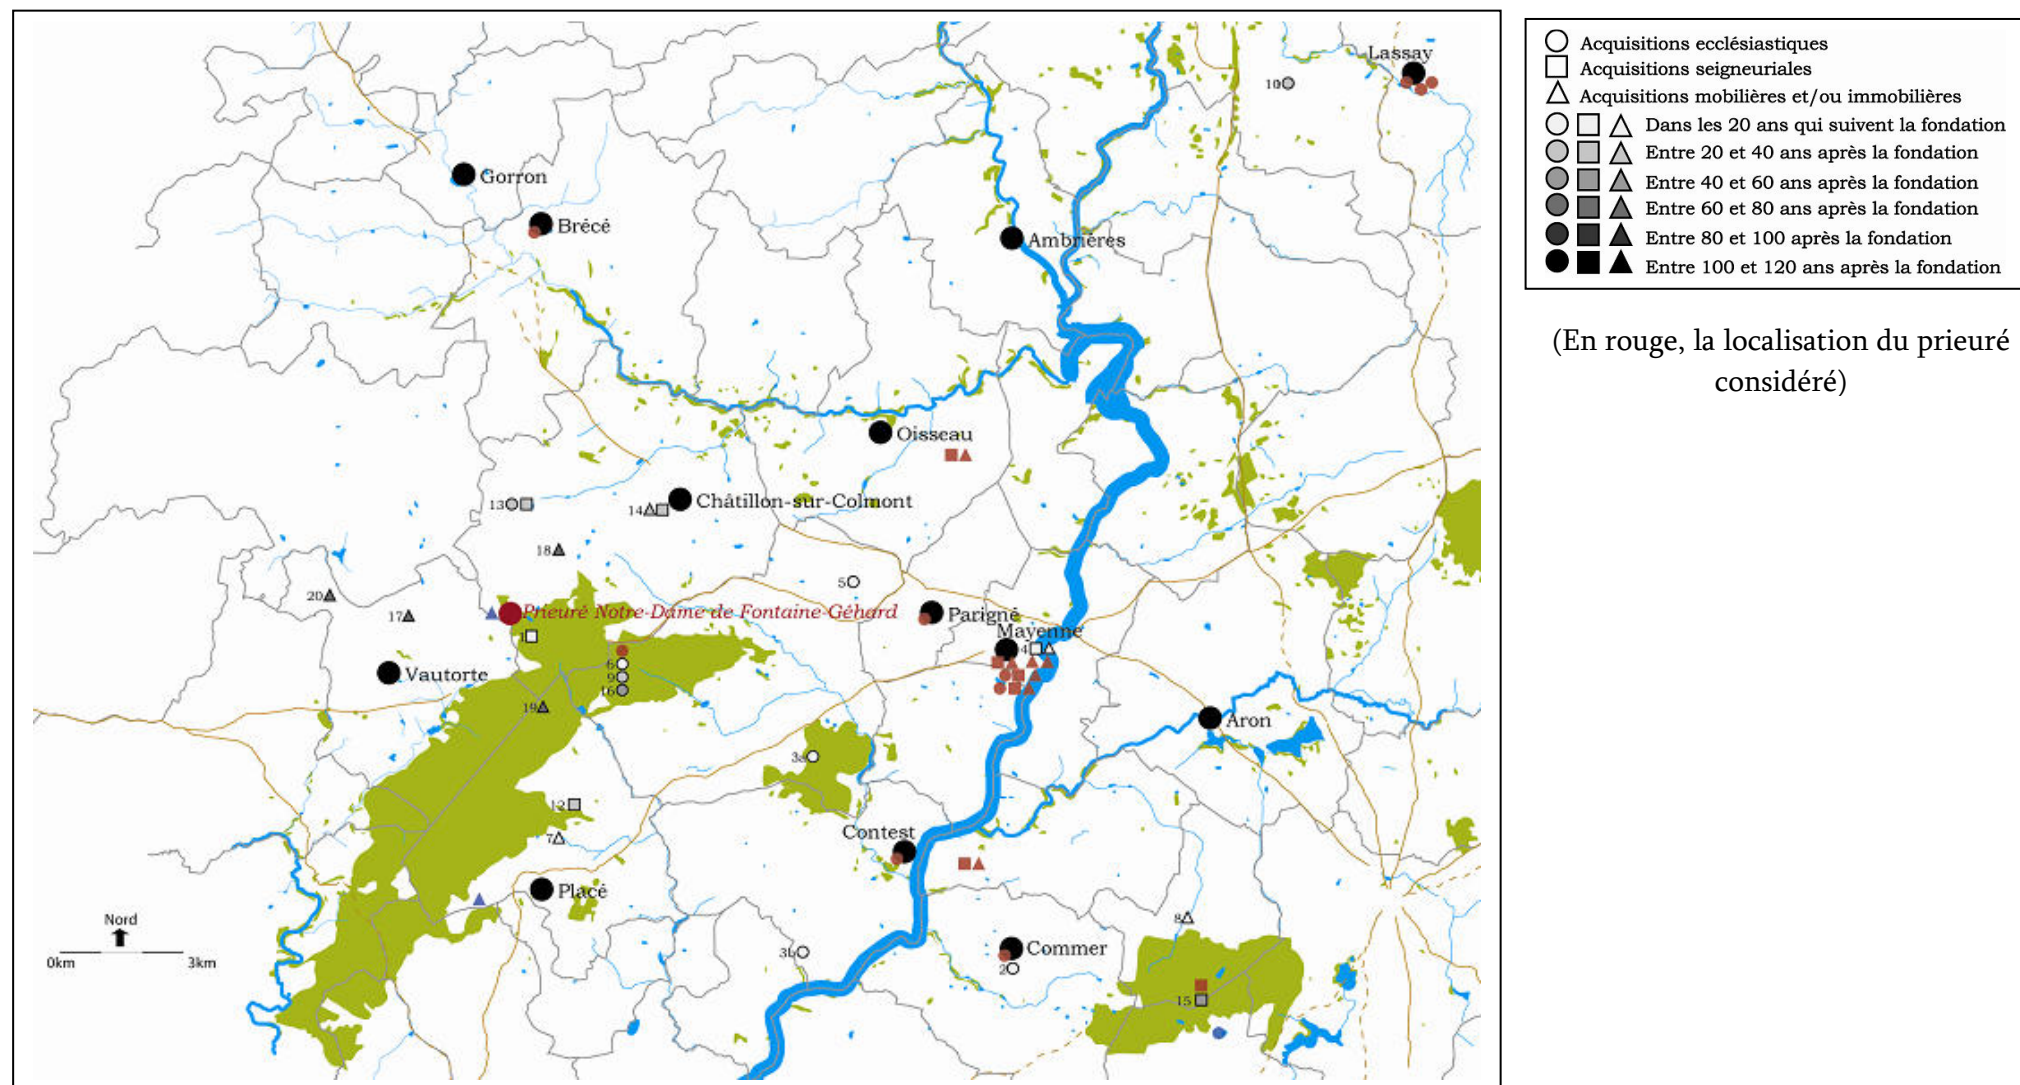 Lassay
10
Gorron
Brécé
Ambrières
Oisseau
13
14
Châtillon-sur-Colmont
18
5
20
17
Prieuré Notre-Dame de Fontaine-Géhard
Parigné
1
Mayenne
4
6
9
16
Vautorte
19
Aron
3a
12
7
Contest
Placé
Nord
0km
3km
8
3b
Commer
2
15
Acquisitions ecclésiastiques
Acquisitions seigneuriales
Acquisitions mobilières et/ou immobilières
Dans les 20 ans qui suivent la fondation
Entre 20 et 40 ans après la fondation
Entre 40 et 60 ans après la fondation
Entre 60 et 80 ans après la fondation
Entre 80 et 100 après la fondation
Entre 100 et 120 ans après la fondation
(En rouge, la localisation du prieuré
considéré)